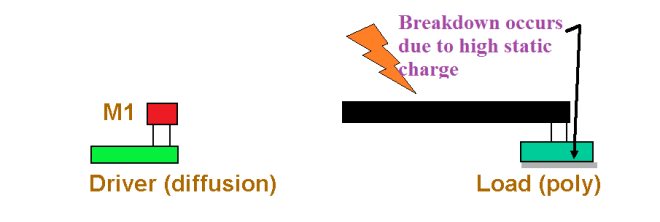 Breakdown occurs
due to high static
charge
M1
Driver (diffusion)
Load (poly)